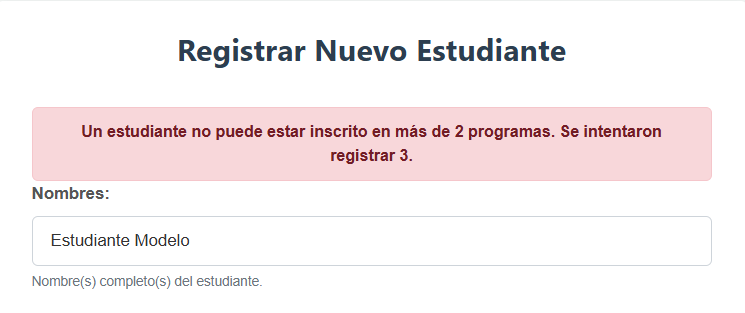 Registrar Nuevo Estudiante
Un estudiante no puede estar inscrito en más de 2 programas. Se intentaron
registrar 3.
Nombres:
Estudiante Modelo
Nombre(s) completo(s) del estudiante.